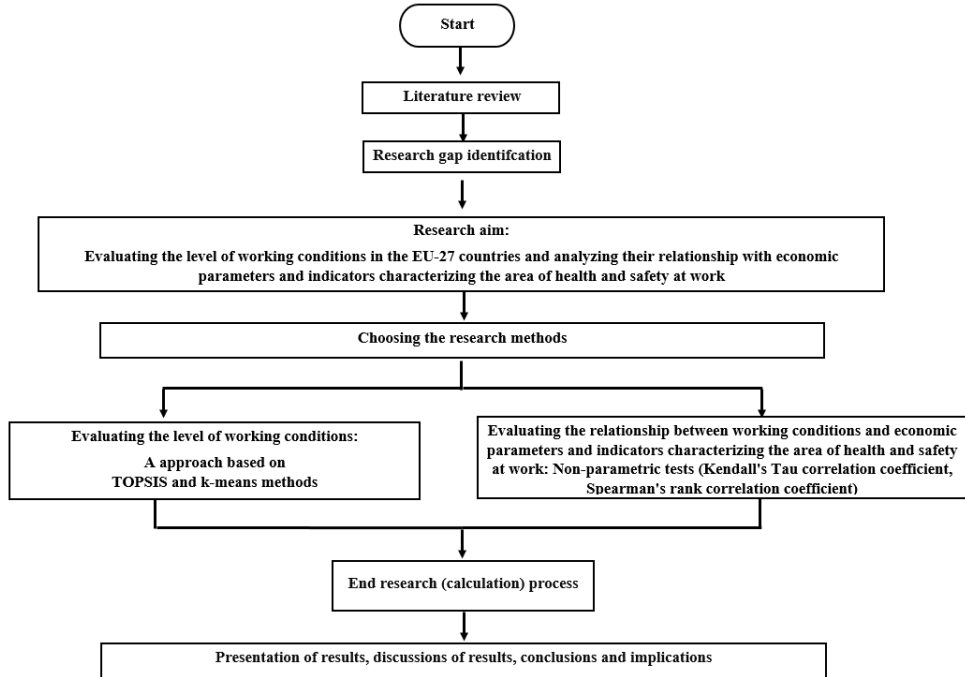 Start
Literature review
Research gap identifcation
Research aim:
Evaluating the level of working conditions in the EU-27 countries and analyzing their relationship with economic
parameters and indicators characterizing the area of health and safety at work
Choosing the research methods
Evaluating the level of working conditions:
A approach based on
TOPSIS and k-means methods
Evaluating the relationship between working conditions and economic
parameters and indicators characterizing the area of health and safety
at work: Non-parametric tests (Kendall's Tau correlation coefficient,
Spearman's rank correlation coefficient)
End research (calculation) process
Presentation of results, discussions of results, conclusions and implications